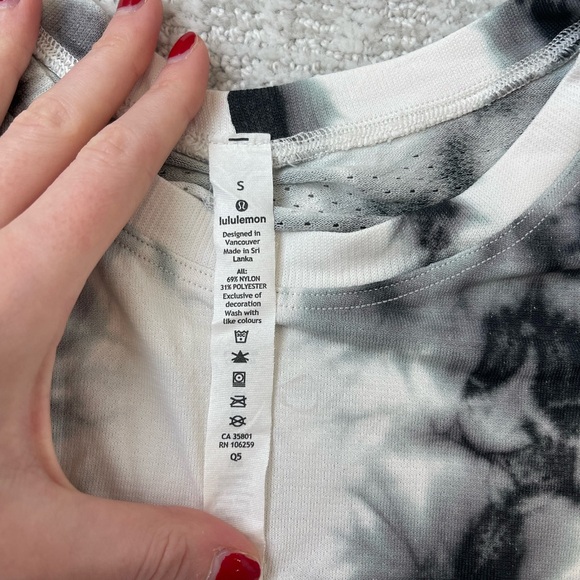 S
lululemon
Designed in
Vancouver
Made in Sri
Lanka
All:
69% NYLON
31% POLYESTER
Exclusive of
decoration
Wash with
like colours
CA 35801
RN 106259
Q5